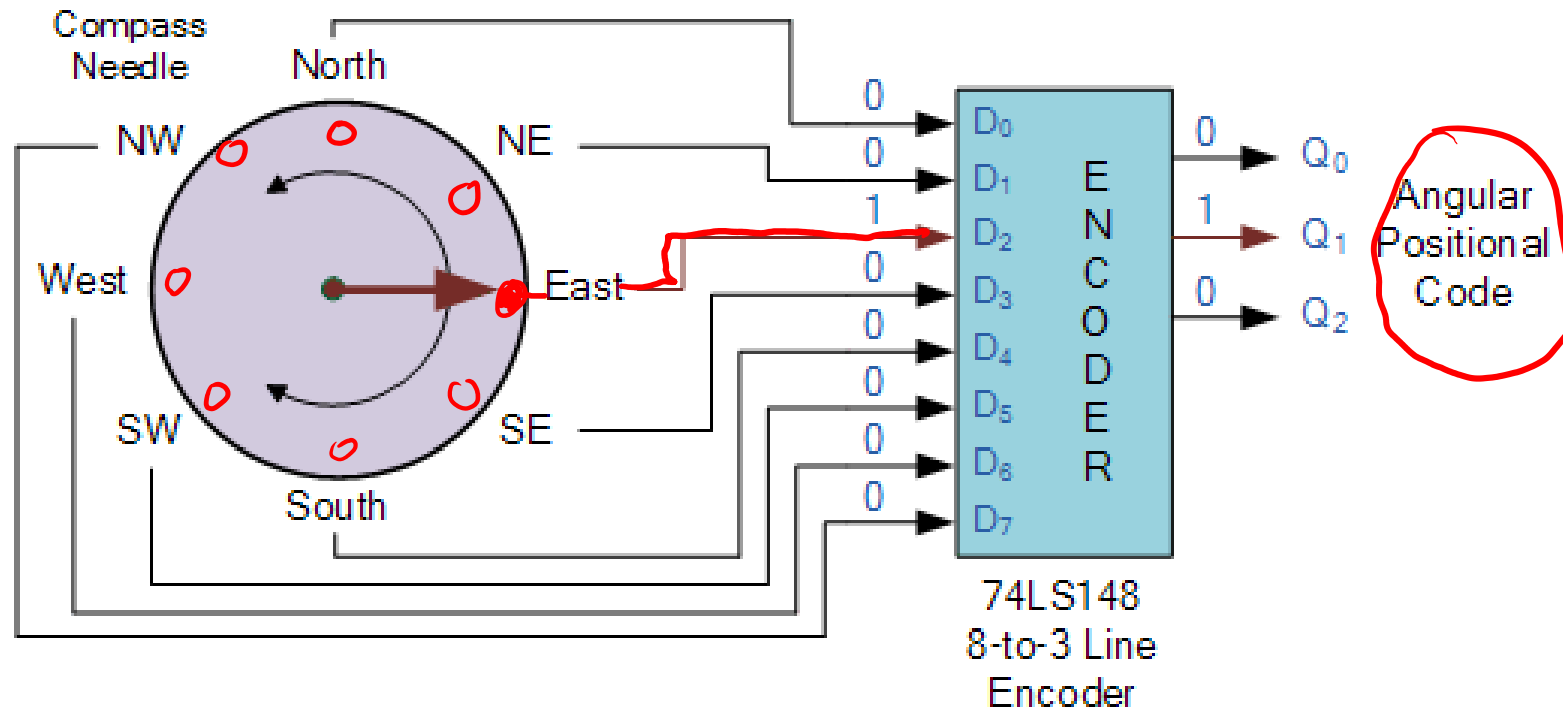 Compass
Needle
North
NW
NE
West
East
SW
SE
South
0
0
1
0
0
0
0
0
D0
D1
D2
D3
D4
D5
D6
D7
ENCODER
0
1
0
Q0
Q1
Q2
Angular
Positional
Code
74LS148
8-to-3 Line
Encoder